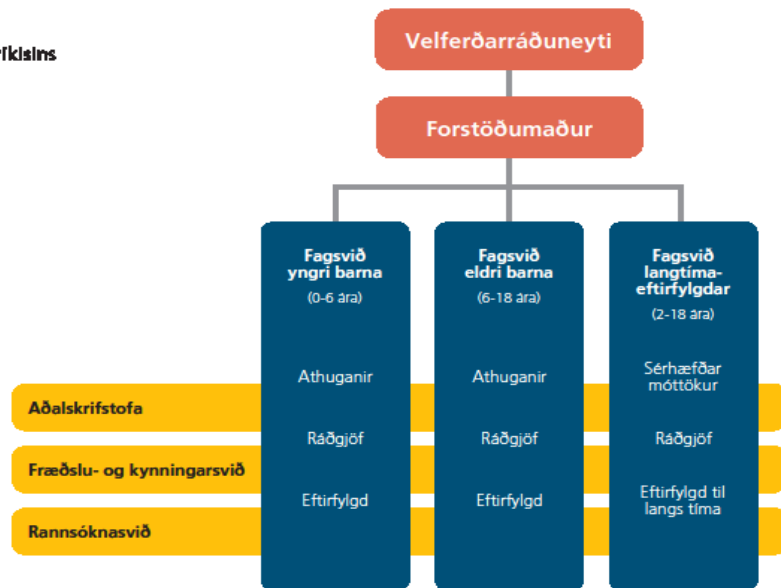 Velferðarráðuneyti
Forstöðumaður
Fagsvið
yngri barna
(0-6 ára)
Athuganir
Ráðgjöf
Eftirfylgd
Fagsvið
eldri barna
(6-18 ára)
Athuganir
Ráðgjöf
Eftirfylgd
Fagsvið
langtíma-
eftirfylgdar
(2-18 ára)
Sérhæfðar
móttökur
Ráðgjöf
Eftirfylgd til
langs tíma
Aðalskrifstofa
Fræðslu- og kynningarsvið
Rannsóknasvið